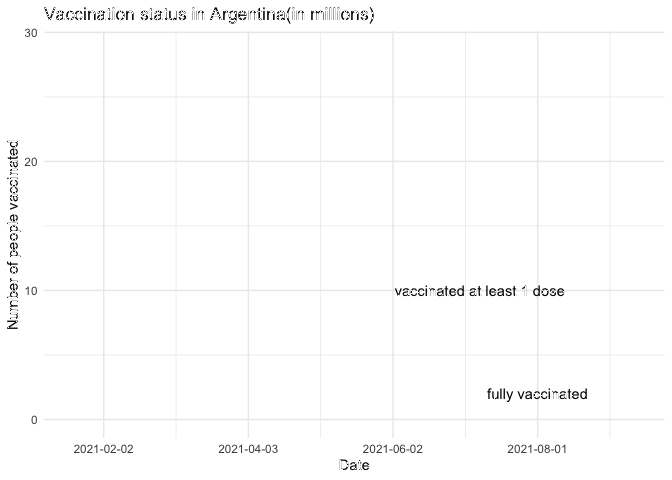 Vaccination status in Argentina(in millions)
30
20
10
0
Number of people vaccinated
vaccinated at least 1 dose
fully vaccinated
2021-02-02
2021-04-03
2021-06-02
2021-08-01
Date